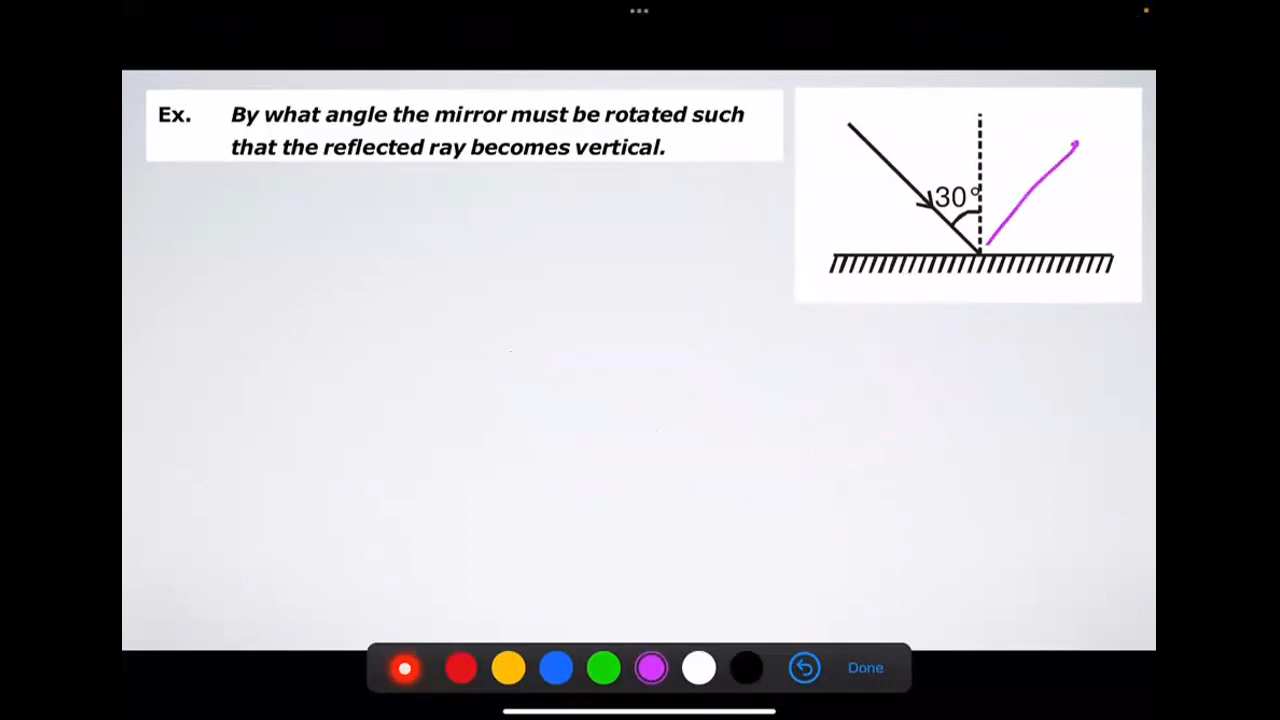 Ex. By what angle the mirror must be rotated such
that the reflected ray becomes vertical.
30°
Done